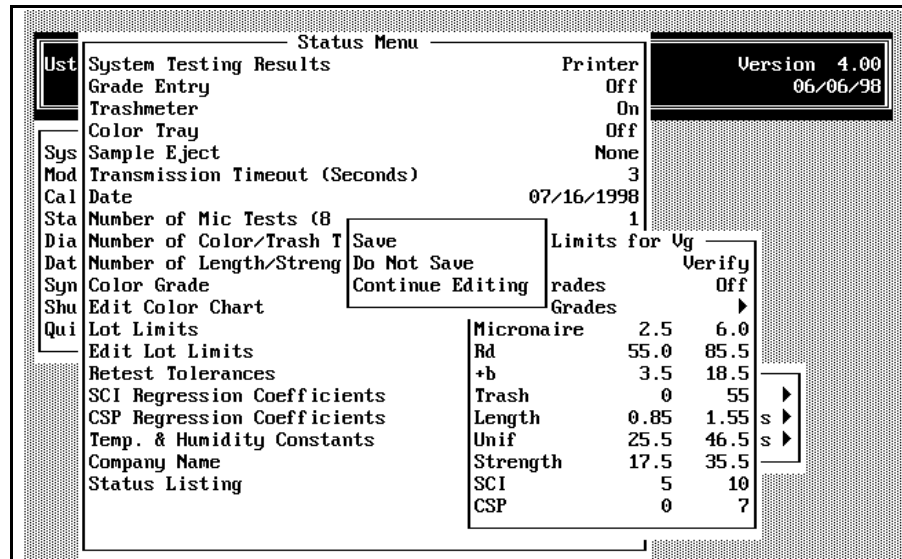 Status Menu
Ust
Version 4.00
06/06/98
System Testing Results Printer
Grade Entry Off
Trashmeter On
Color Tray Off
Sys Sample Eject None
Mod Transmission Timeout (Seconds) 3
Cal Date 07/16/1998
Sta Number of Mic Tests (8 1
Dia Number of Color/Trash T
Dat Number of Length/Streng
Syn Color Grade
Shu Edit Color Chart
Qui Lot Limits
Edit Lot Limits
Retest Tolerances
SCI Regression Coefficients
CSP Regression Coefficients
Temp. & Humidity Constants
Company Name
Status Listing
Save
Do Not Save
Continue Editing
Limits for Vg
Verify
rades Off
Grades ▶
Micronaire 2.5 6.0
Rd 55.0 85.5
+b 3.5 18.5
Trash 0 55
Length 0.85 1.55
Unif 25.5 46.5
Strength 17.5 35.5
SCI 5 10
CSP 0 7
▶
s ▶
s ▶